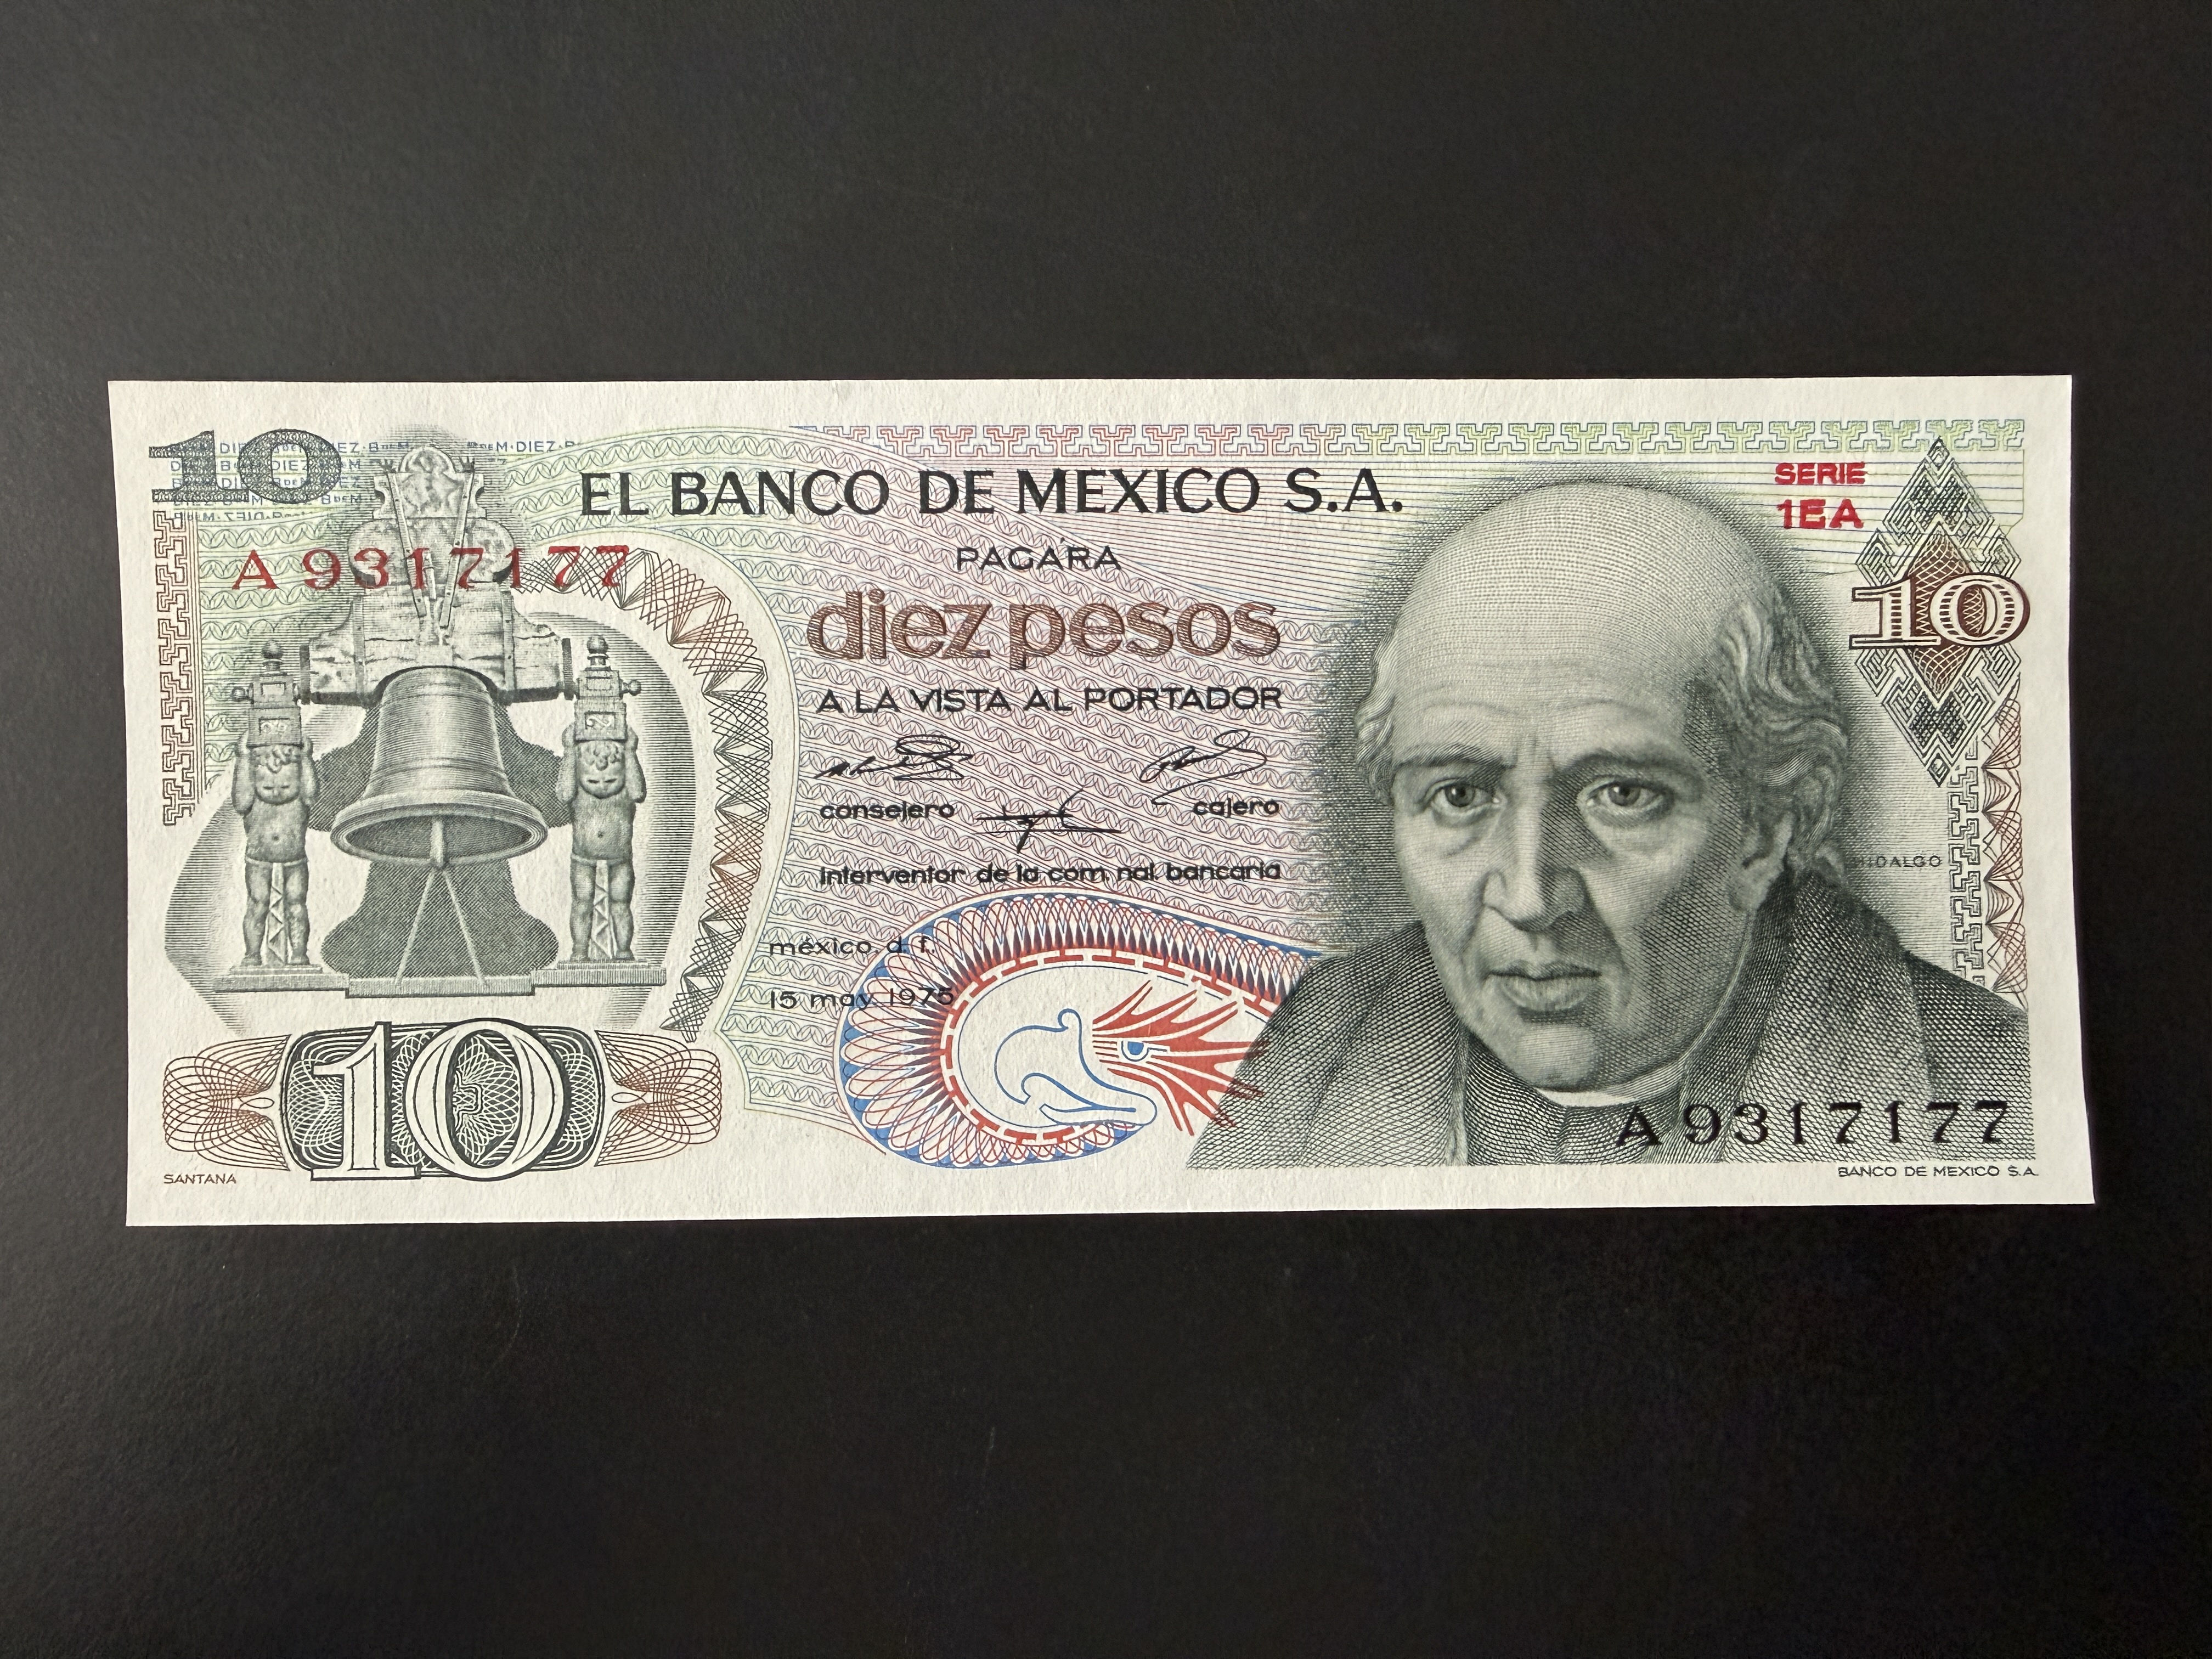 10
EL BANCO DE MEXICO S.A.
SERIE
1EA
A 9317177
PAGARÁ
diez pesos
10
A LA VISTA AL PORTADOR
consejero
cajero
HIDALGO
interventor de la com. nal. bancaria
méxico, d. f.
15 may. 1975
10
A 9317177
SANTANA
BANCO DE MEXICO S.A.